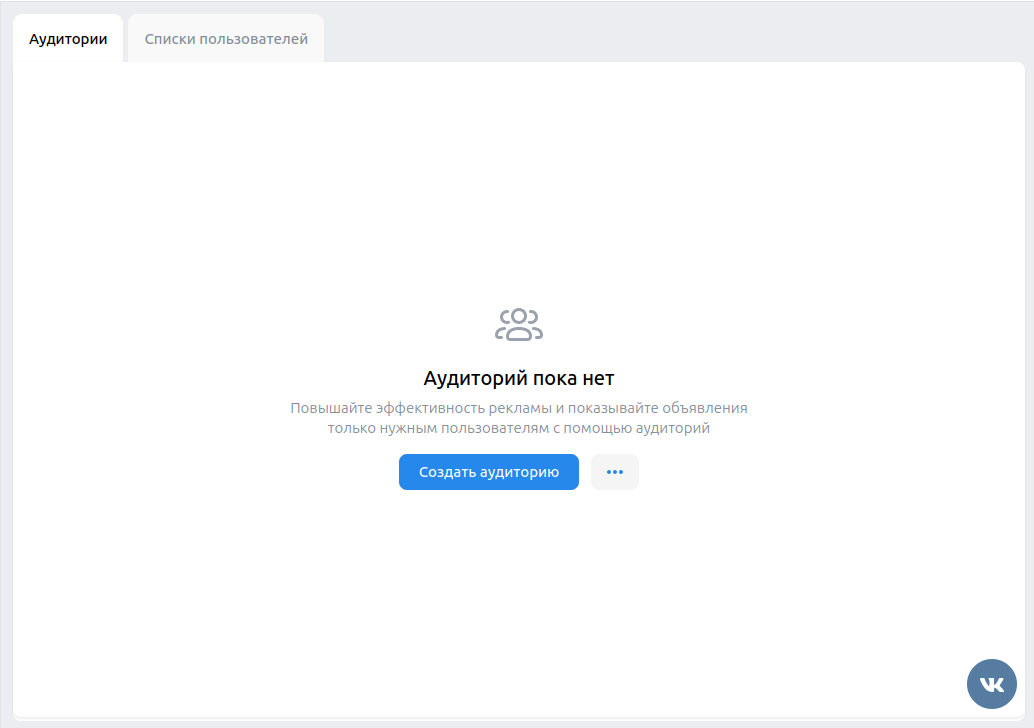 Аудитории
Списки пользователей
Аудиторий пока нет
Повышайте эффективность рекламы и показывайте объявления
только нужным пользователям с помощью аудиторий
Создать аудиторию